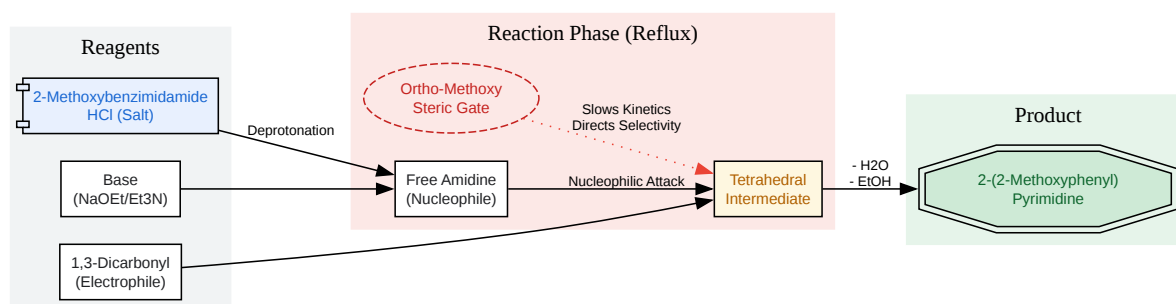 Reagents
2-Methoxybenzimidamide
HCl (Salt)
Base
(NaOEt/Et3N)
1,3-Dicarbonyl
(Electrophile)
Deprotonation
Reaction Phase (Reflux)
Ortho-Methoxy
Steric Gate
Slows Kinetics
Directs Selectivity
Free Amidine
(Nucleophile)
Nucleophilic Attack
Tetrahedral
Intermediate
- H2O
- EtOH
Product
2-(2-Methoxyphenyl)
Pyrimidine